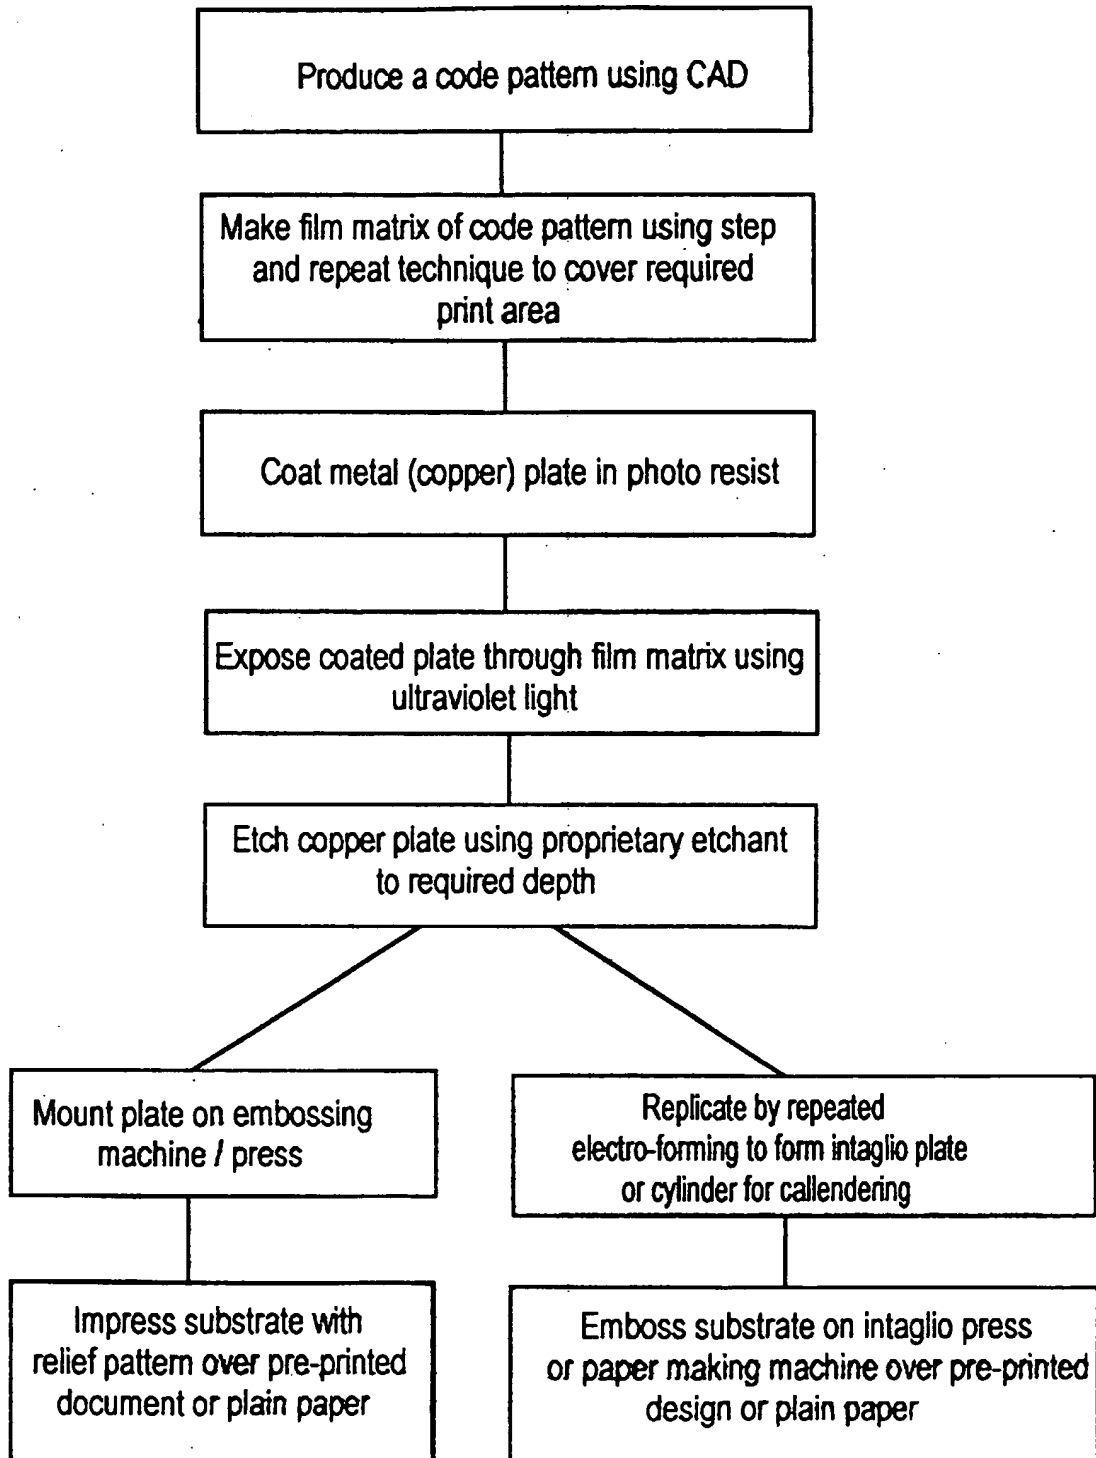 Produce a code pattern using CAD
Make film matrix of code pattern using step
and repeat technique to cover required
print area
Coat metal (copper) plate in photo resist
Expose coated plate through film matrix using
ultraviolet light
Etch copper plate using proprietary etchant
to required depth
Mount plate on embossing
machine / press
Replicate by repeated
electro-forming to form intaglio plate
or cylinder for callendering
Impress substrate with
relief pattern over pre-printed
document or plain paper
Emboss substrate on intaglio press
or paper making machine over pre-printed
design or plain paper